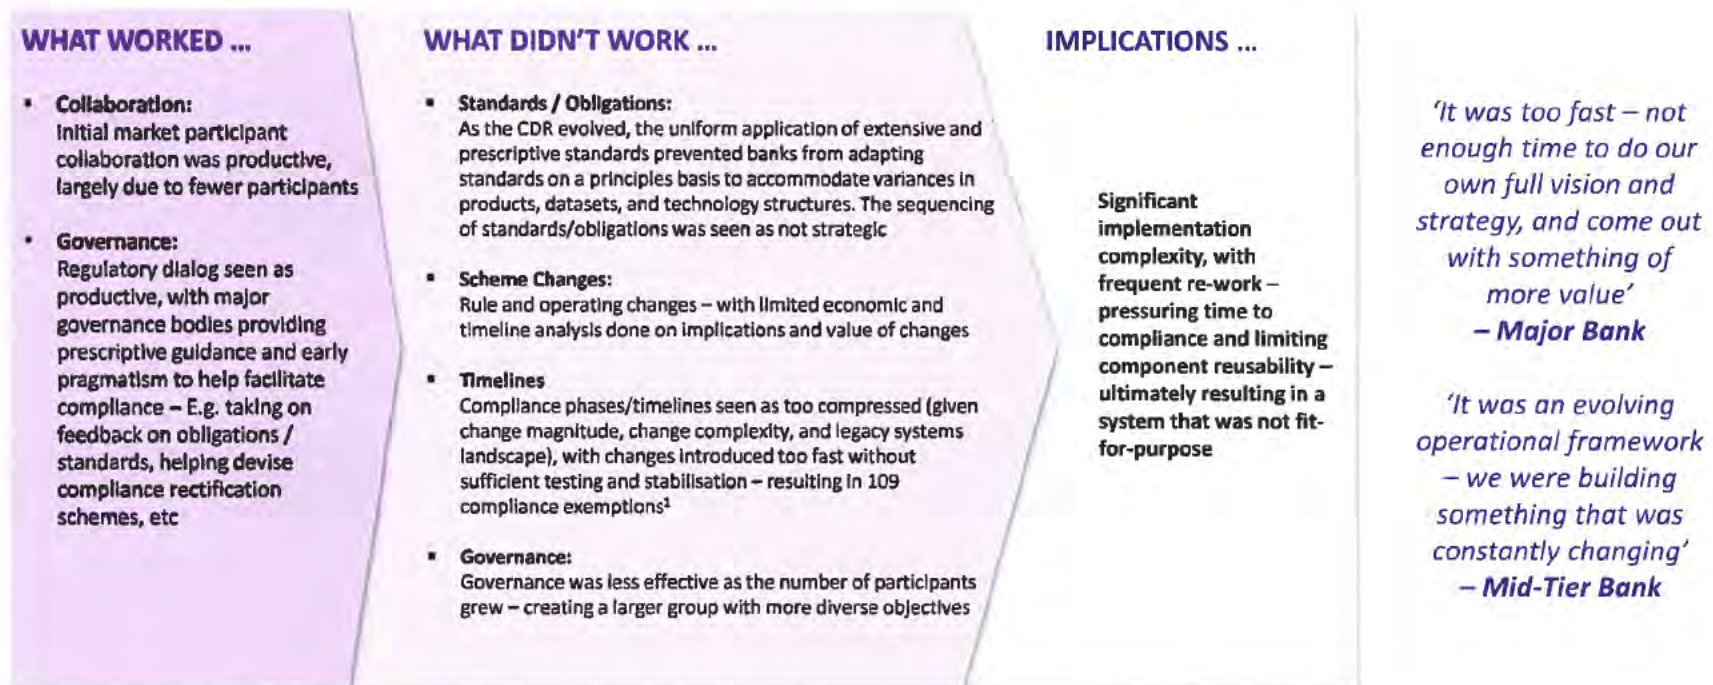 WHAT WORKED ...
▪ Collaboration:
Initial market participant
collaboration was productive,
largely due to fewer participants
▪ Governance:
Regulatory dialog seen as
productive, with major
governance bodies providing
prescriptive guidance and early
pragmatism to help facilitate
compliance – E.g. taking on
feedback on obligations /
standards, helping devise
compliance rectification
schemes, etc
WHAT DIDN'T WORK ...
▪ Standards / Obligations:
As the CDR evolved, the uniform application of extensive and
prescriptive standards prevented banks from adapting
standards on a principles basis to accommodate variances in
products, datasets, and technology structures. The sequencing
of standards/obligations was seen as not strategic
▪ Scheme Changes:
Rule and operating changes – with limited economic and
timeline analysis done on implications and value of changes
▪ Timelines
Compliance phases/timelines seen as too compressed (given
change magnitude, change complexity, and legacy systems
landscape), with changes introduced too fast without
sufficient testing and stabilisation – resulting in 109
compliance exemptions¹
▪ Governance:
Governance was less effective as the number of participants
grew – creating a larger group with more diverse objectives
IMPLICATIONS ...
Significant
implementation
complexity, with
frequent re-work –
pressuring time to
compliance and limiting
component reusability –
ultimately resulting in a
system that was not fit-
for-purpose
'It was too fast – not
enough time to do our
own full vision and
strategy, and come out
with something of
more value'
– Major Bank
'It was an evolving
operational framework
– we were building
something that was
constantly changing'
– Mid-Tier Bank